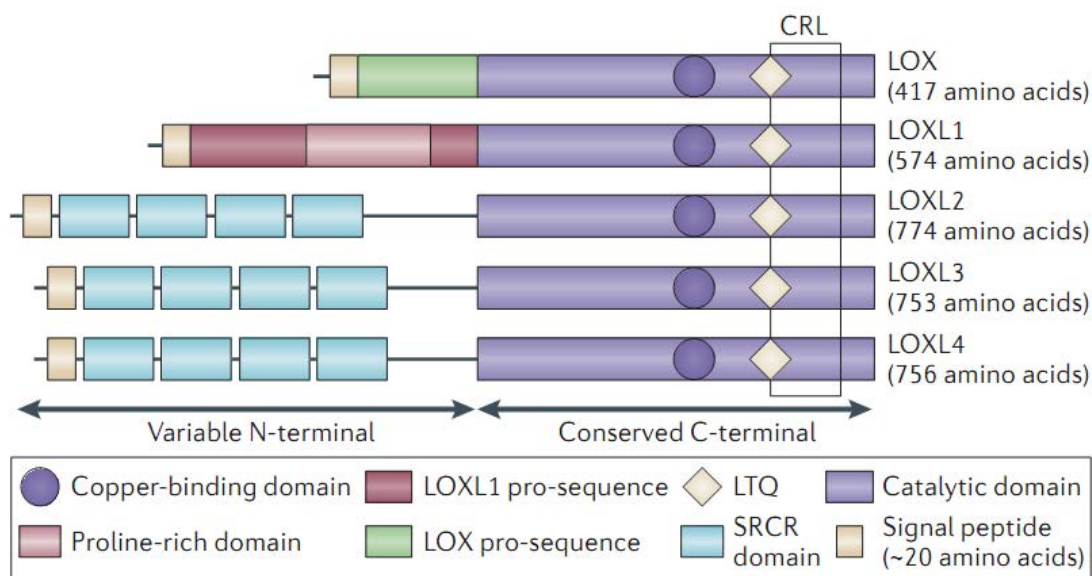 CRL
LOX
(417 amino acids)
LOXL1
(574 amino acids)
LOXL2
(774 amino acids)
LOXL3
(753 amino acids)
LOXL4
(756 amino acids)
Variable N-terminal
Conserved C-terminal
Copper-binding domain
LOXL1 pro-sequence
LTQ
Catalytic domain
Proline-rich domain
LOX pro-sequence
SRCR
domain
Signal peptide
(~20 amino acids)